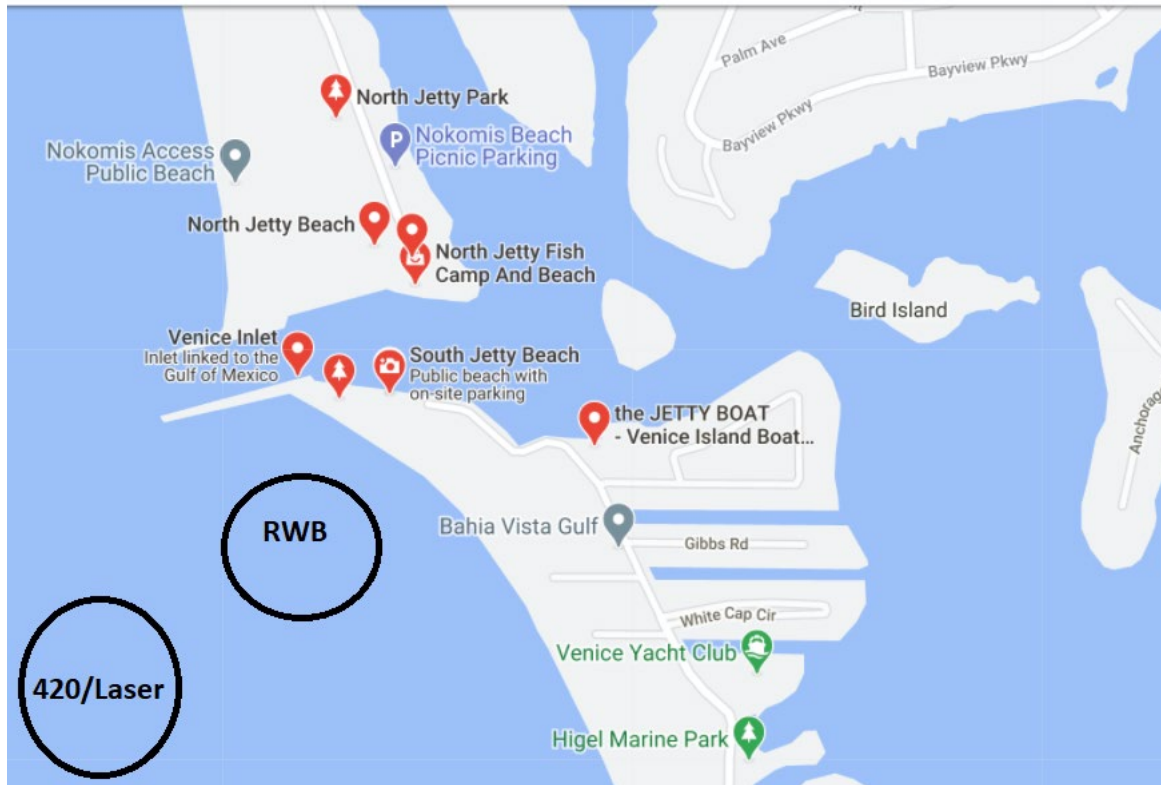 Palm Ave
Bayview Pkwy
Bayview Pkwy
North Jetty Park
Nokomis Beach
Picnic Parking
P
Nokomis Access
Public Beach
North Jetty Beach
North Jetty Fish
Camp And Beach
Bird Island
Venice Inlet
Inlet linked to the
Gulf of Mexico
South Jetty Beach
Public beach with
on-site parking
the JETTY BOAT
- Venice Island Boat...
Anchorage
RWB
Bahia Vista Gulf
Gibbs Rd
White Cap Cir
Venice Yacht Club
420/Laser
Higel Marine Park